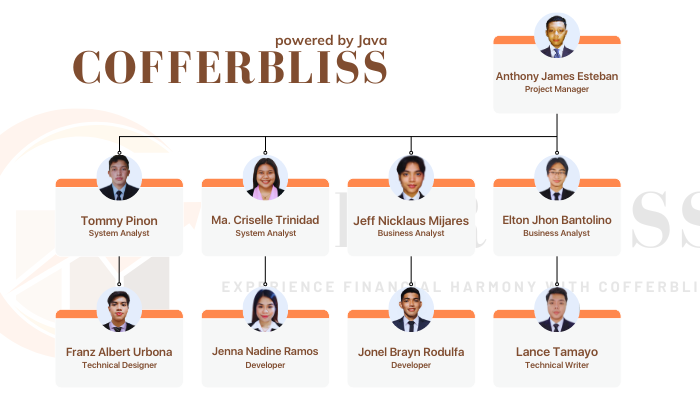 powered by Java
COFFERBLISS
Anthony James Esteban
Project Manager
Tommy Pinon
System Analyst
Ma. Criselle Trinidad
System Analyst
Jeff Nicklaus Mijares
Business Analyst
Elton Jhon Bantolino
Business Analyst
EXPERIENCE FINANCIAL HARMONY WITH COFFERBLI
Franz Albert Urbona
Technical Designer
Jenna Nadine Ramos
Developer
Jonel Brayn Rodulfa
Developer
Lance Tamayo
Technical Writer